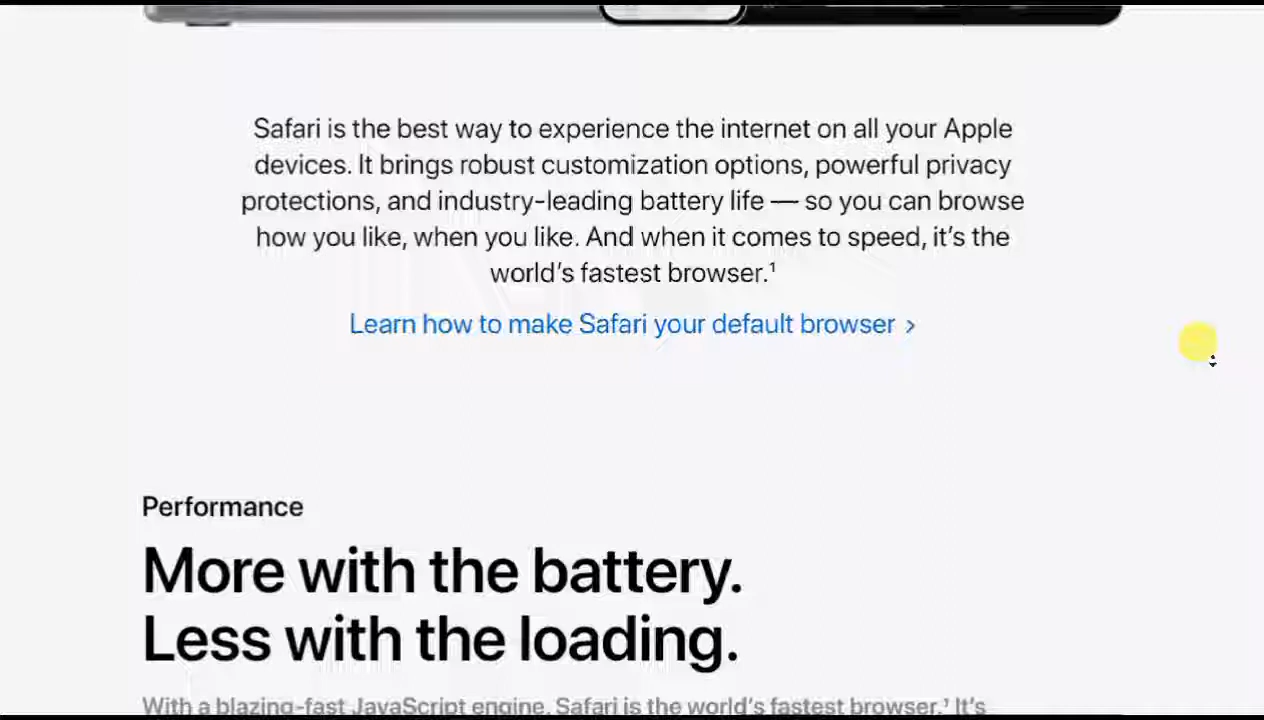 Safari is the best way to experience the internet on all your Apple
devices. It brings robust customization options, powerful privacy
protections, and industry-leading battery life — so you can browse
how you like, when you like. And when it comes to speed, it’s the
world’s fastest browser.¹
Learn how to make Safari your default browser >
Performance
More with the battery.
Less with the loading.
With a blazing-fast JavaScript engine, Safari is the world’s fastest browser.¹ It’s